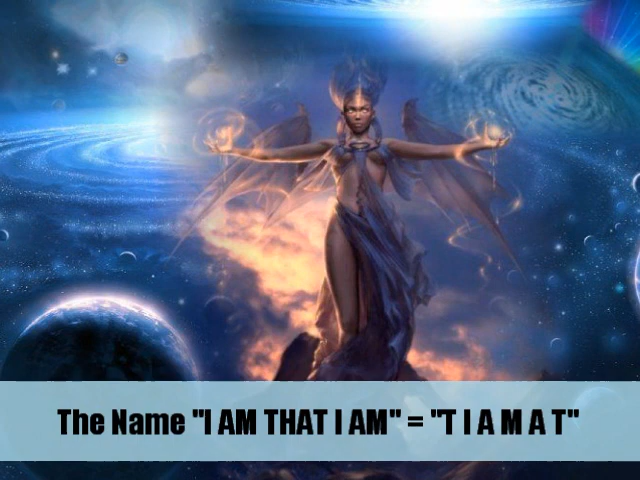 The Name "I AM THAT I AM" = "T I A M A T"